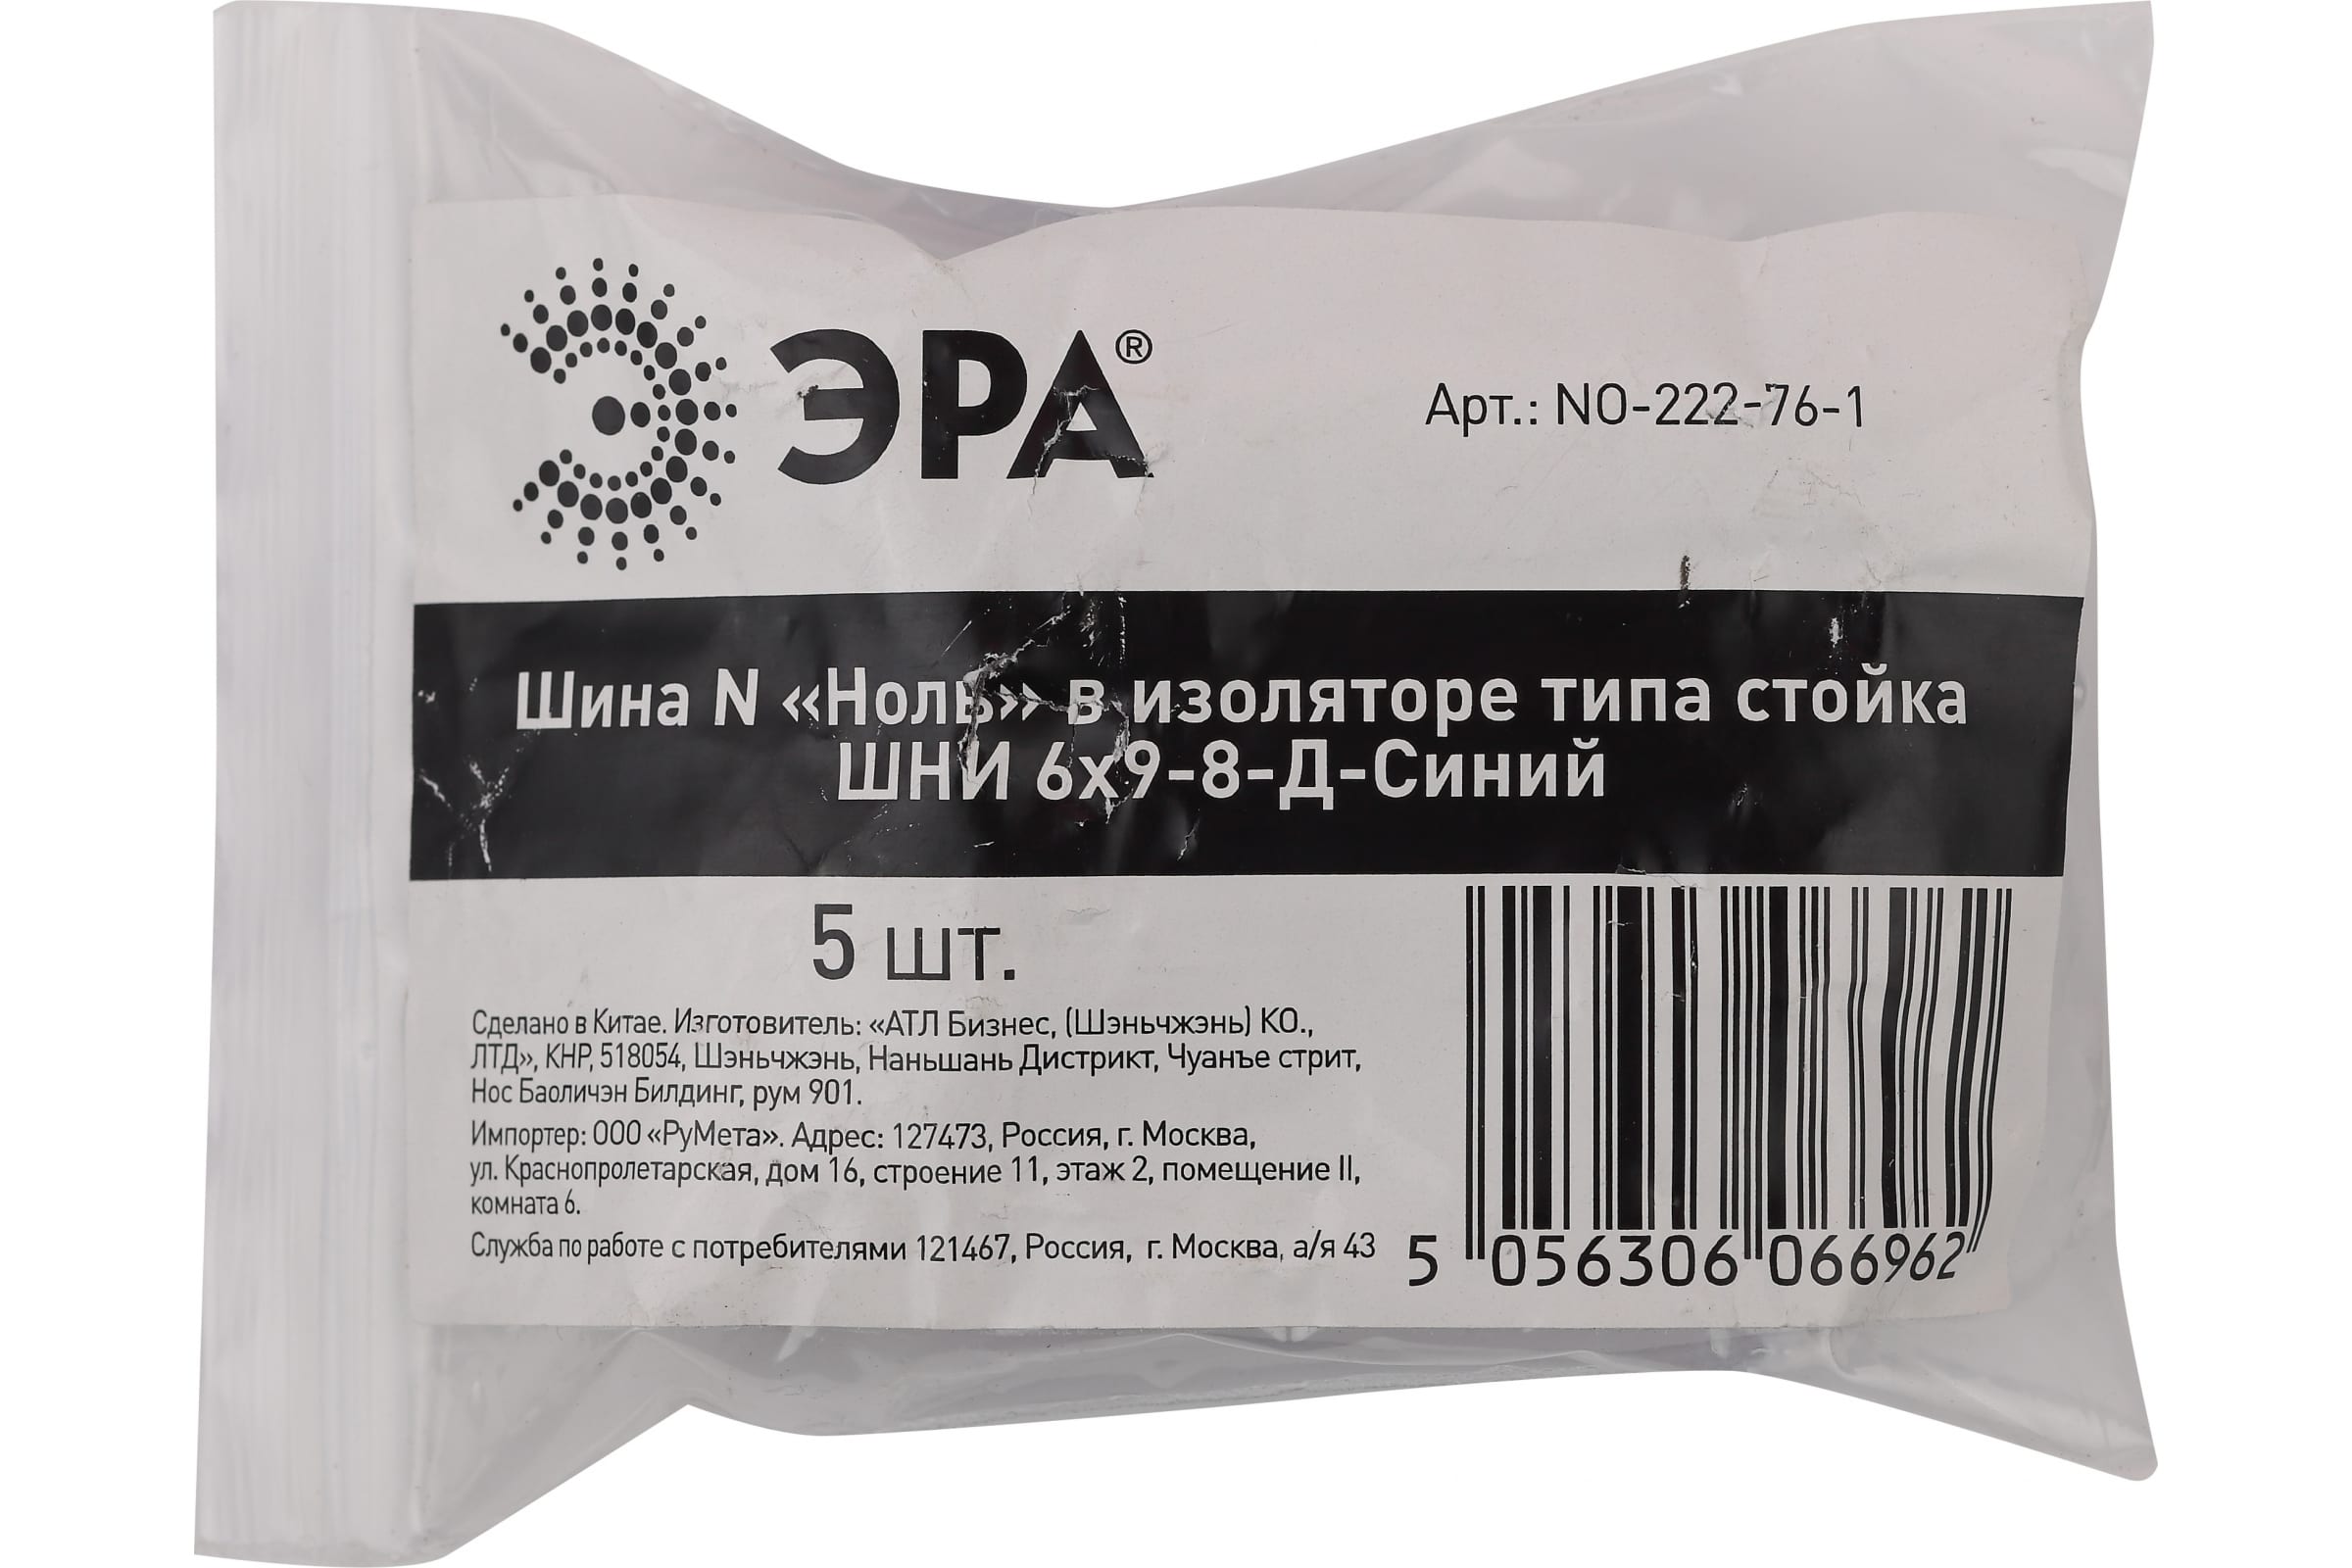 ЭРА®
Арт.: NO-222-76-1
Шина N «Ноль» в изоляторе типа стойка
ШНИ 6х9-8-Д-Синий
5 шт.
Сделано в Китае. Изготовитель: «АТЛ Бизнес, (Шэньчжэнь) КО.,
ЛТД», КНР, 518054, Шэньчжэнь, Наньшань Дистрикт, Чуанъе стрит,
Нос Баоличэн Билдинг, рум 901.
Импортер: ООО «РуМета». Адрес: 127473, Россия, г. Москва,
ул. Краснопролетарская, дом 16, строение 11, этаж 2, помещение II,
комната 6.
Служба по работе с потребителями 121467, Россия, г. Москва, а/я 43
5 056306 066962